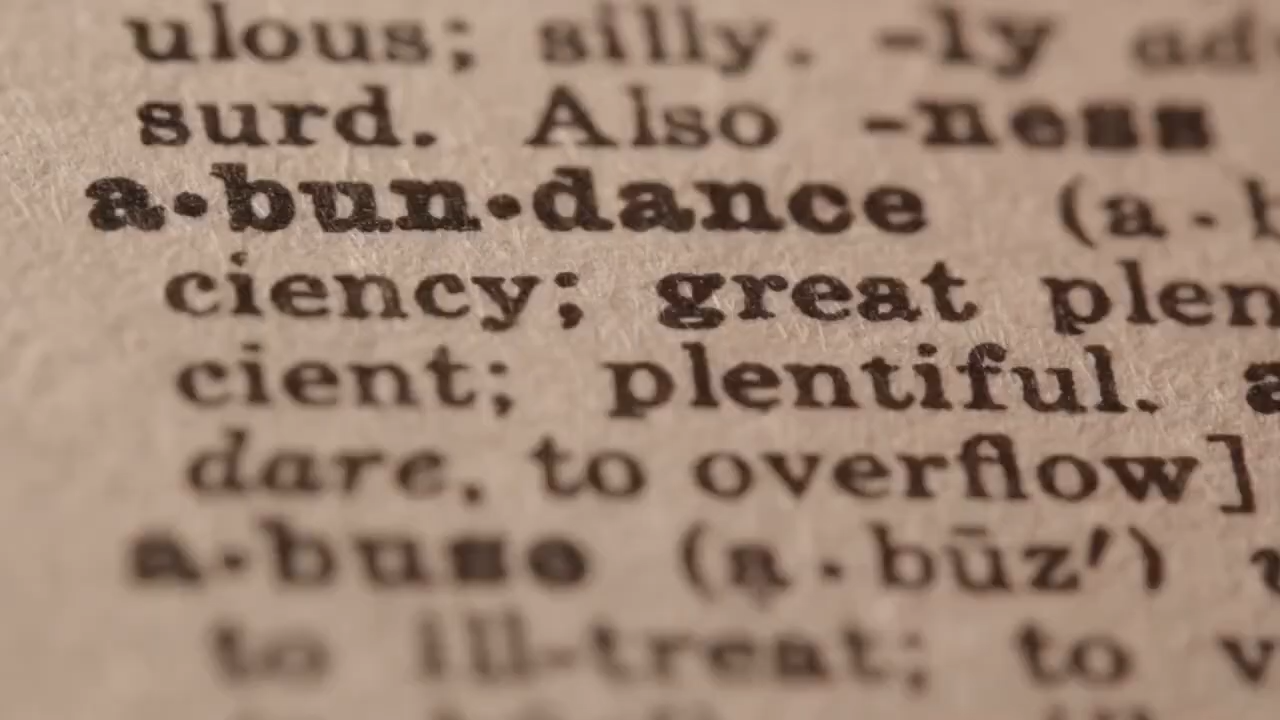 ulous; silly. -ly ad
surd. Also -ness
a·bun·dance (a·b
ciency; great plen
cient; plentiful. a
dare, to overflow]
a·buse (a·būz′) v
to ill-treat; to v